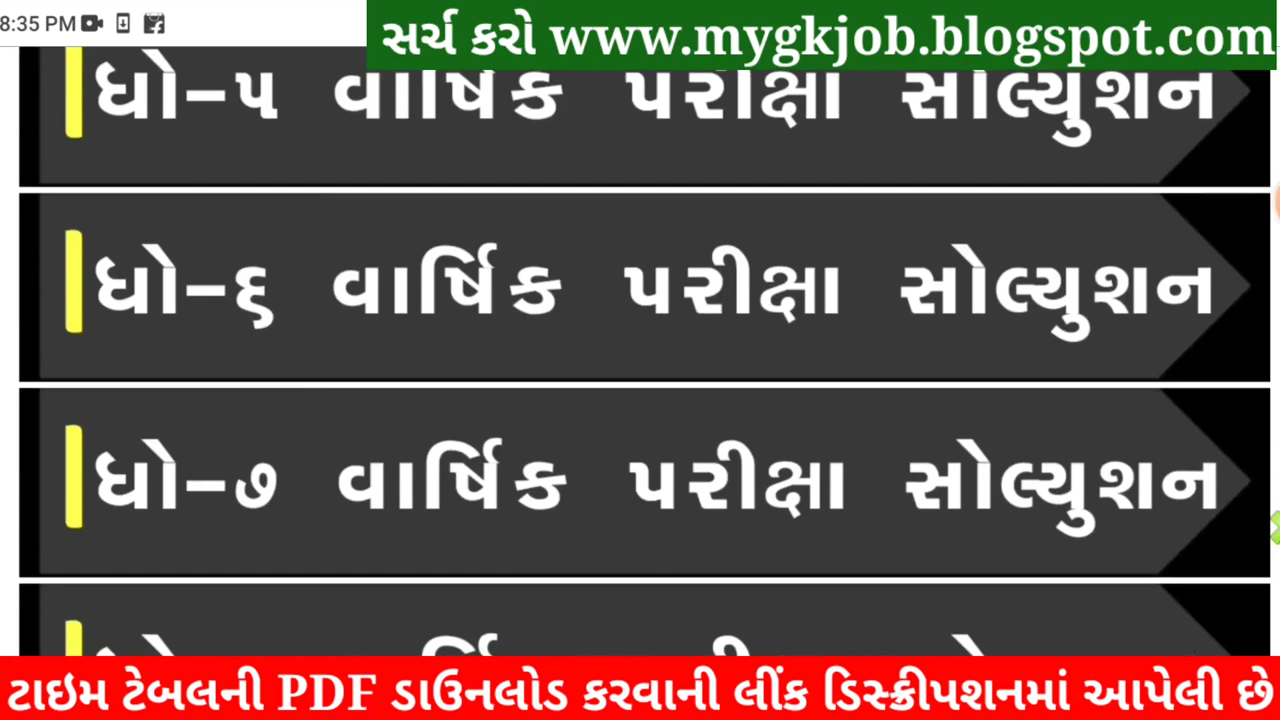 8:35 PM
સર્ચ કરો www.mygkjob.blogspot.com
ધો-૫ વાર્ષિક પરીક્ષા સોલ્યુશન
ધો-૬ વાર્ષિક પરીક્ષા સોલ્યુશન
ધો-૭ વાર્ષિક પરીક્ષા સોલ્યુશન
ટાઇમ ટેબલની PDF ડાઉનલોડ કરવાની લીંક ડિસ્ક્રીપશનમાં આપેલી છે